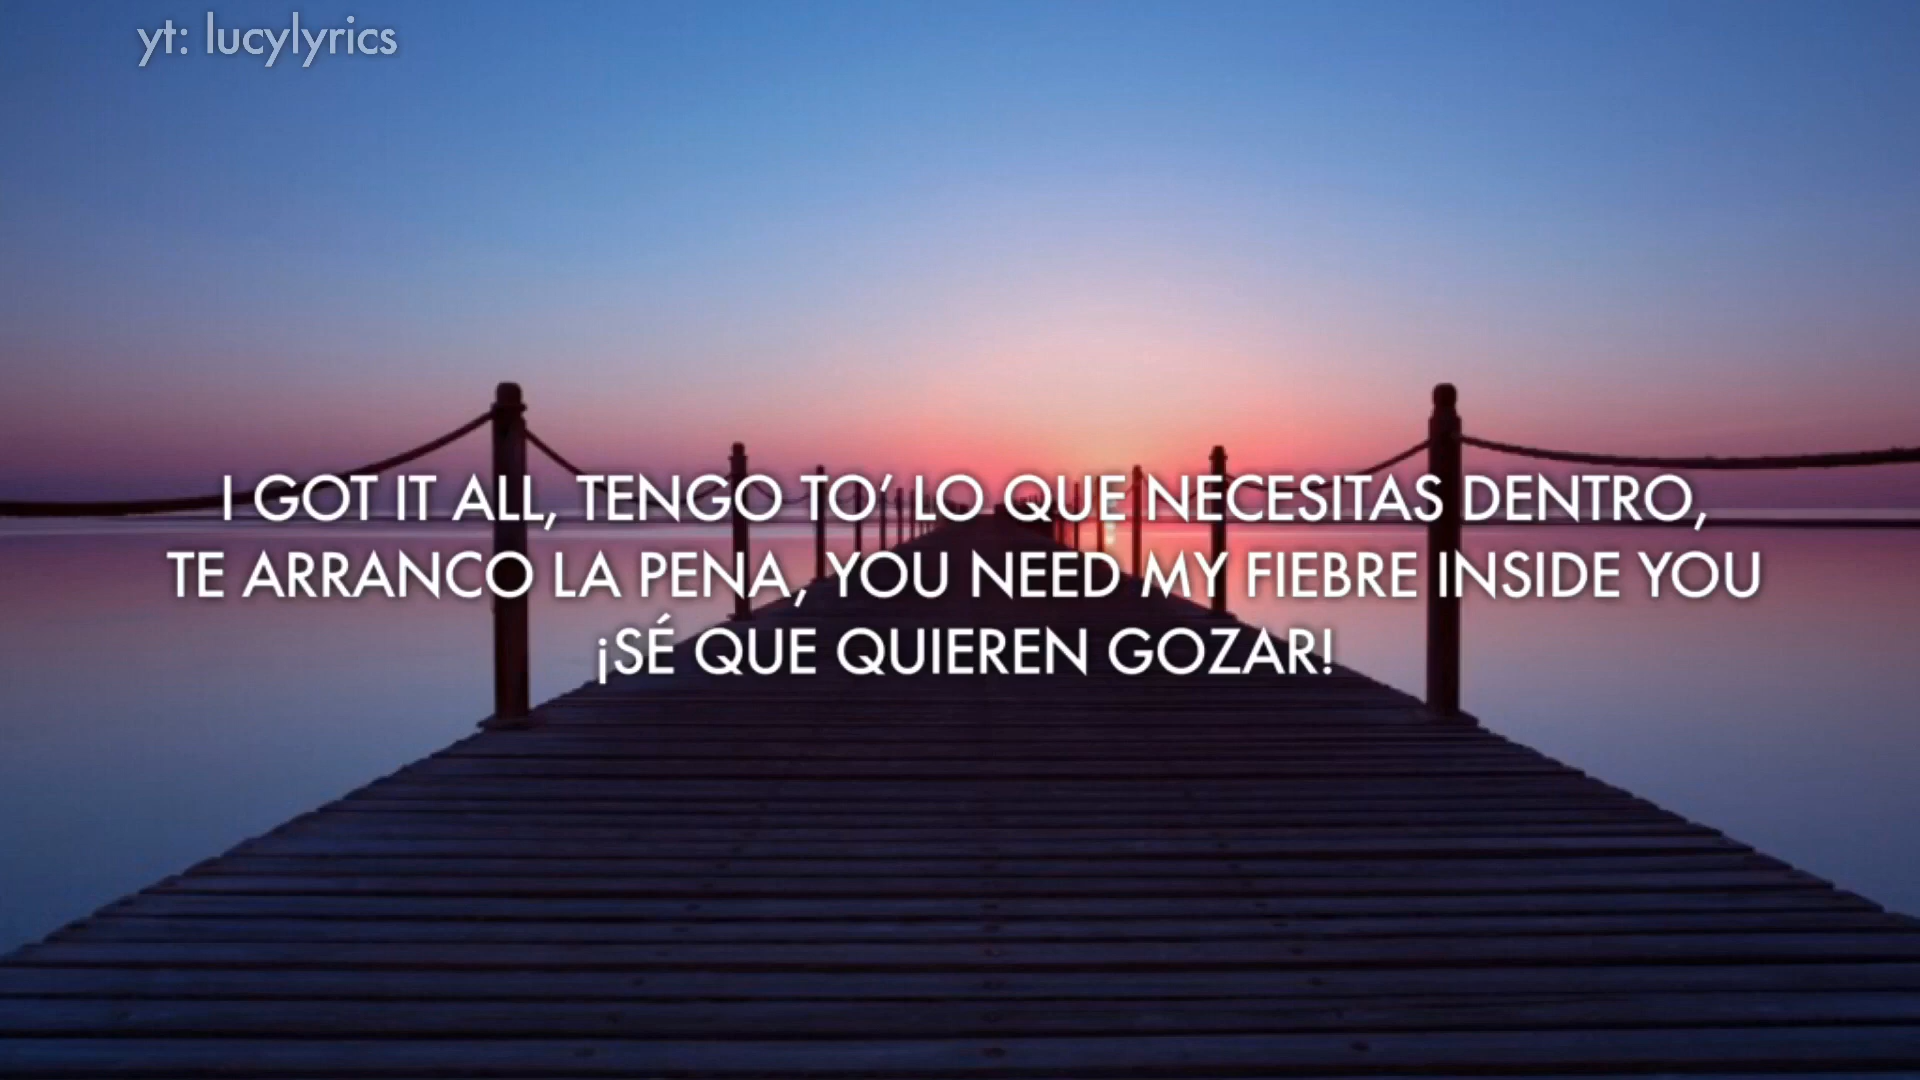 yt: lucylyrics
I GOT IT ALL, TENGO TO’ LO QUE NECESITAS DENTRO,
TE ARRANCO LA PENA, YOU NEED MY FIEBRE INSIDE YOU
¡SÉ QUE QUIEREN GOZAR!